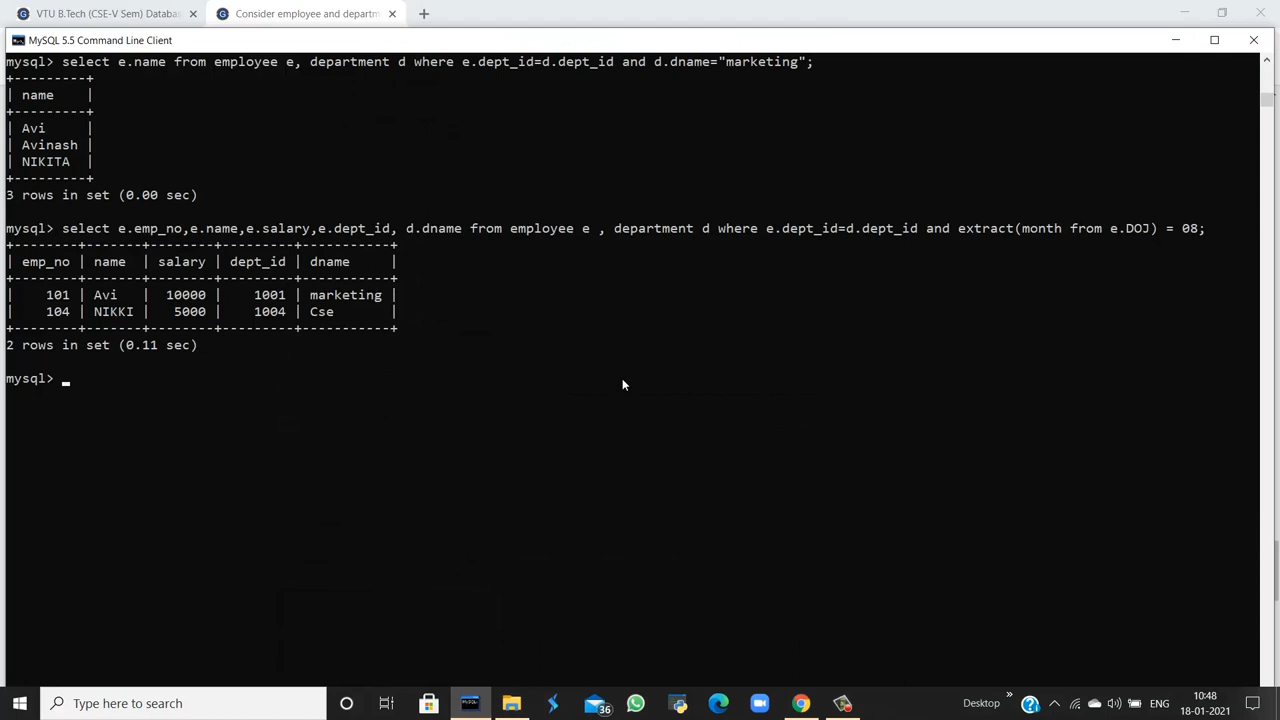 VTU B.Tech (CSE-V Sem) Databa
Consider employee and departm
MySQL 5.5 Command Line Client
mysql> select e.name from employee e, department d where e.dept_id=d.dept_id and d.dname="marketing";
+---------+
| name    |
+---------+
| Avi     |
| Avinash |
| NIKITA  |
+---------+
3 rows in set (0.00 sec)
mysql> select e.emp_no,e.name,e.salary,e.dept_id, d.dname from employee e , department d where e.dept_id=d.dept_id and extract(month from e.DOJ) = 08;
+--------+-------+--------+---------+-----------+
| emp_no | name  | salary | dept_id | dname     |
+--------+-------+--------+---------+-----------+
|    101 | Avi   |  10000 |    1001 | marketing |
|    104 | NIKKI |   5000 |    1004 | Cse       |
+--------+-------+--------+---------+-----------+
2 rows in set (0.11 sec)
mysql>
Type here to search
36
Desktop
ENG
10:48
18-01-2021